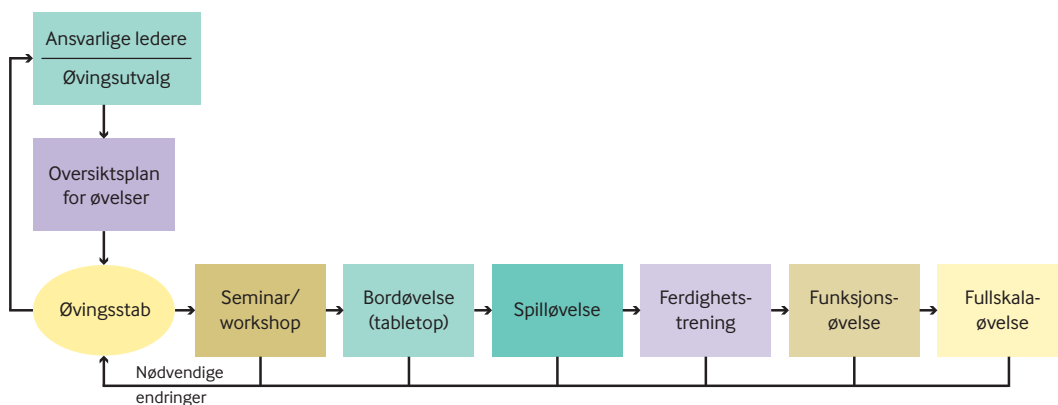 Ansvarlige ledere
Øvingsutvalg
Oversiktsplan
for øvelser
Øvingsstab
Seminar/
workshop
Bordøvelse
(tabletop)
Spilløvelse
Ferdighets-
trening
Funksjons-
øvelse
Fullskala-
øvelse
Nødvendige
endringer